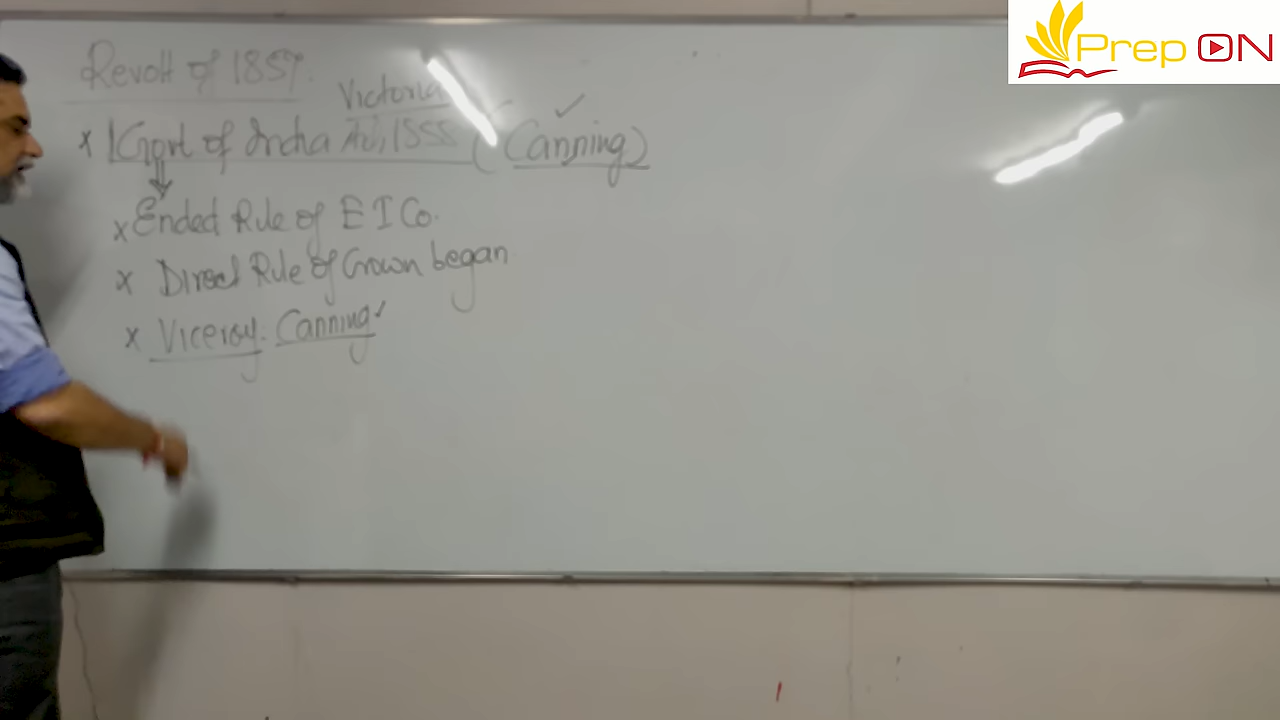 Revolt of 1857.
Victoria
* Govt. of India Act, 1858 (Canning) ✓
* Ended Rule of E I Co.
* Direct Rule of Crown began
* Viceroy. Canning ✓
Prep ON